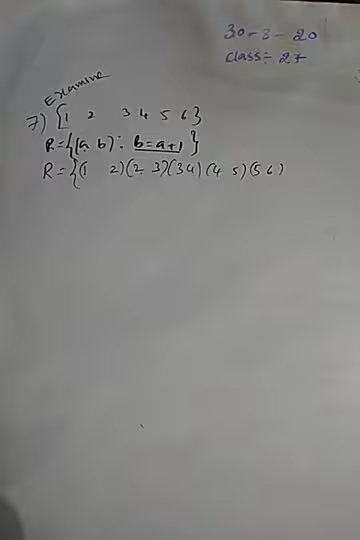 30-3-20
class:- 27
Examine
7) {1 2 3 4 5 6}
R={(a b): b=a+1}
R={(1 2)(2 3)(3 4)(4 5)(5 6)